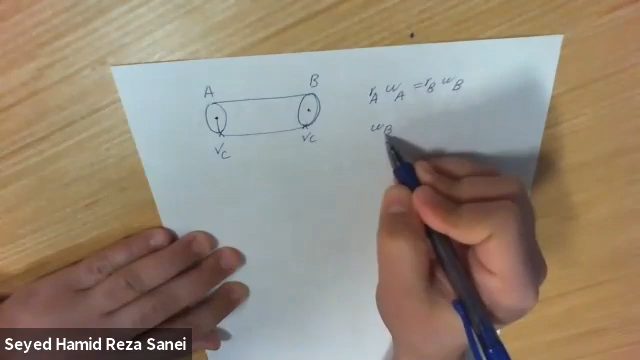 A B
r_A ω_A = r_B ω_B
V_C V_C
ω_B
Seyed Hamid Reza Sanei